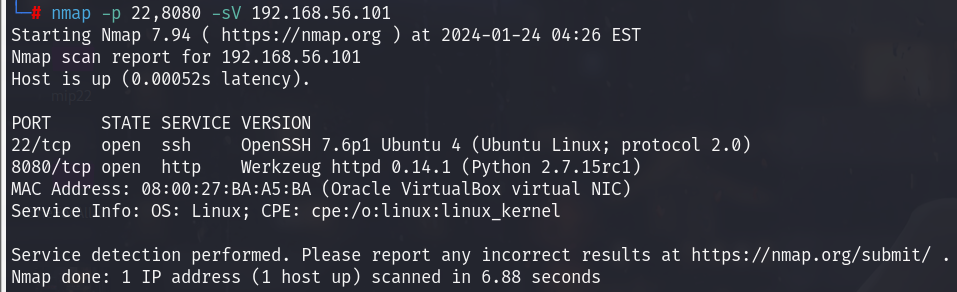 └─# nmap -p 22,8080 -sV 192.168.56.101
Starting Nmap 7.94 ( https://nmap.org ) at 2024-01-24 04:26 EST
Nmap scan report for 192.168.56.101
Host is up (0.00052s latency).
PORT     STATE SERVICE VERSION
22/tcp   open  ssh     OpenSSH 7.6p1 Ubuntu 4 (Ubuntu Linux; protocol 2.0)
8080/tcp open  http    Werkzeug httpd 0.14.1 (Python 2.7.15rc1)
MAC Address: 08:00:27:BA:A5:BA (Oracle VirtualBox virtual NIC)
Service Info: OS: Linux; CPE: cpe:/o:linux:linux_kernel
Service detection performed. Please report any incorrect results at https://nmap.org/submit/ .
Nmap done: 1 IP address (1 host up) scanned in 6.88 seconds